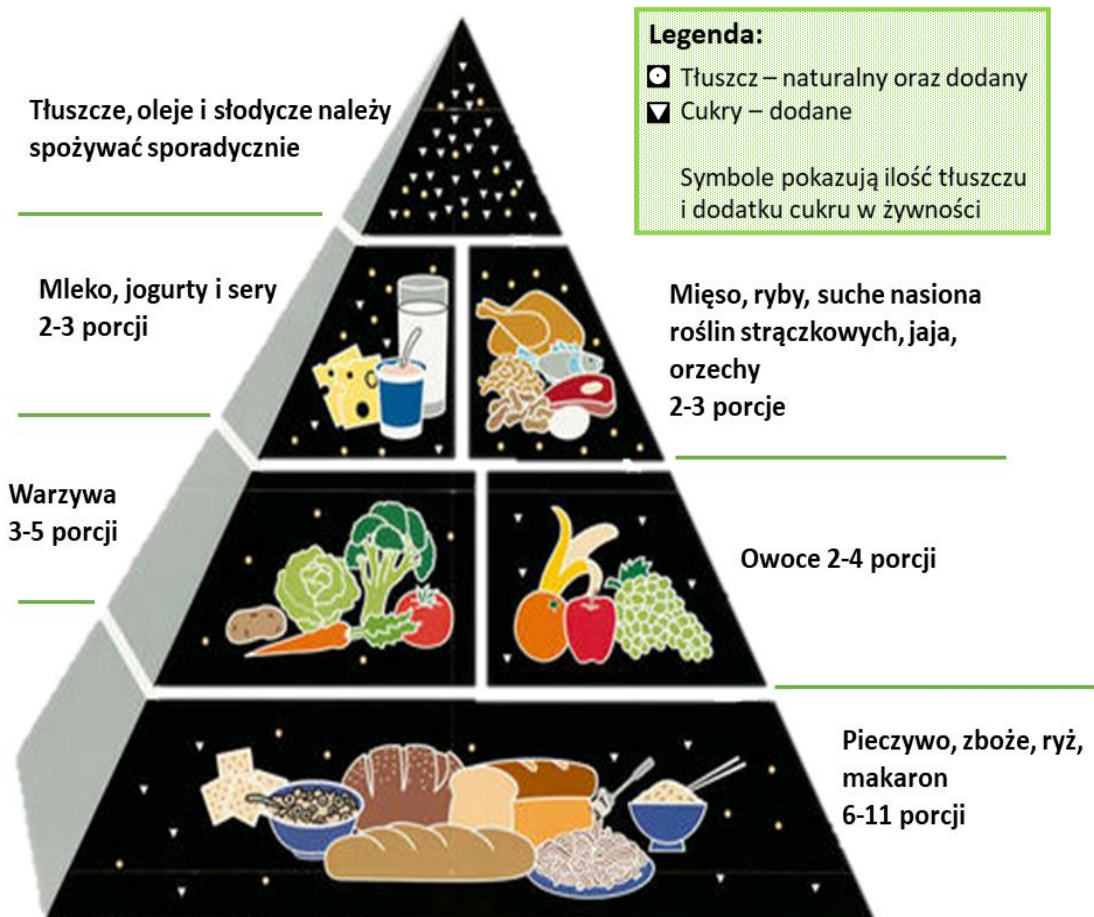 Legenda:
Tłuszcz – naturalny oraz dodany
Cukry – dodane
Symbole pokazują ilość tłuszczu
i dodatku cukru w żywności
Tłuszcze, oleje i słodycze należy
spożywać sporadycznie
Mleko, jogurty i sery
2-3 porcji
Mięso, ryby, suche nasiona
roślin strączkowych, jaja,
orzechy
2-3 porcje
Warzywa
3-5 porcji
Owoce 2-4 porcji
Pieczywo, zboże, ryż,
makaron
6-11 porcji